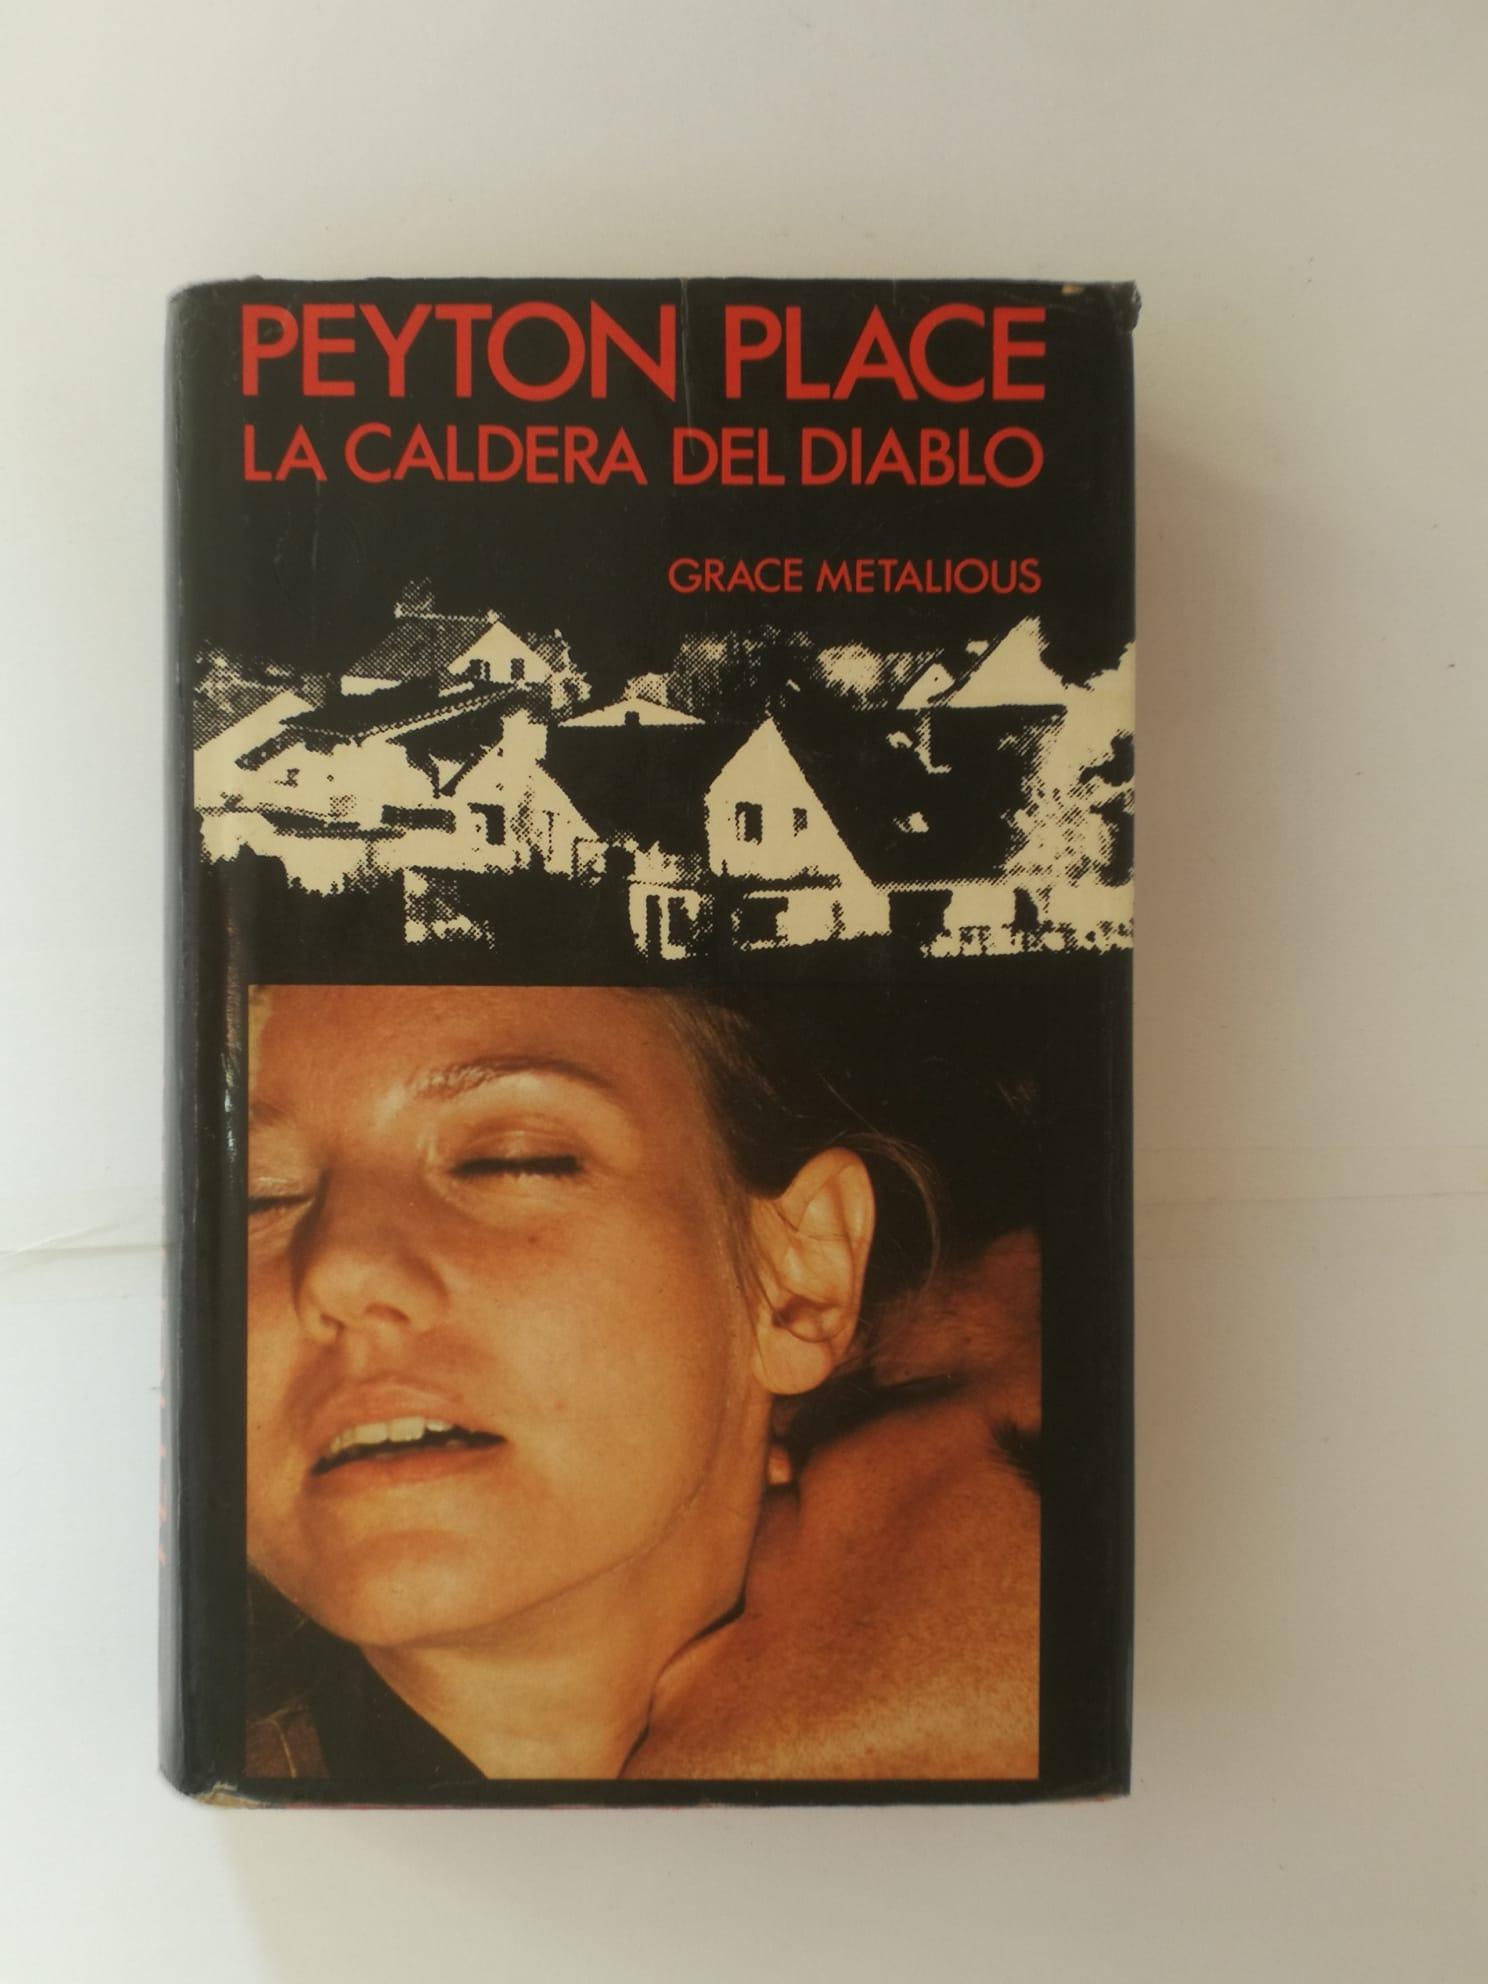 PEYTON PLACE
LA CALDERA DEL DIABLO
GRACE METALIOUS